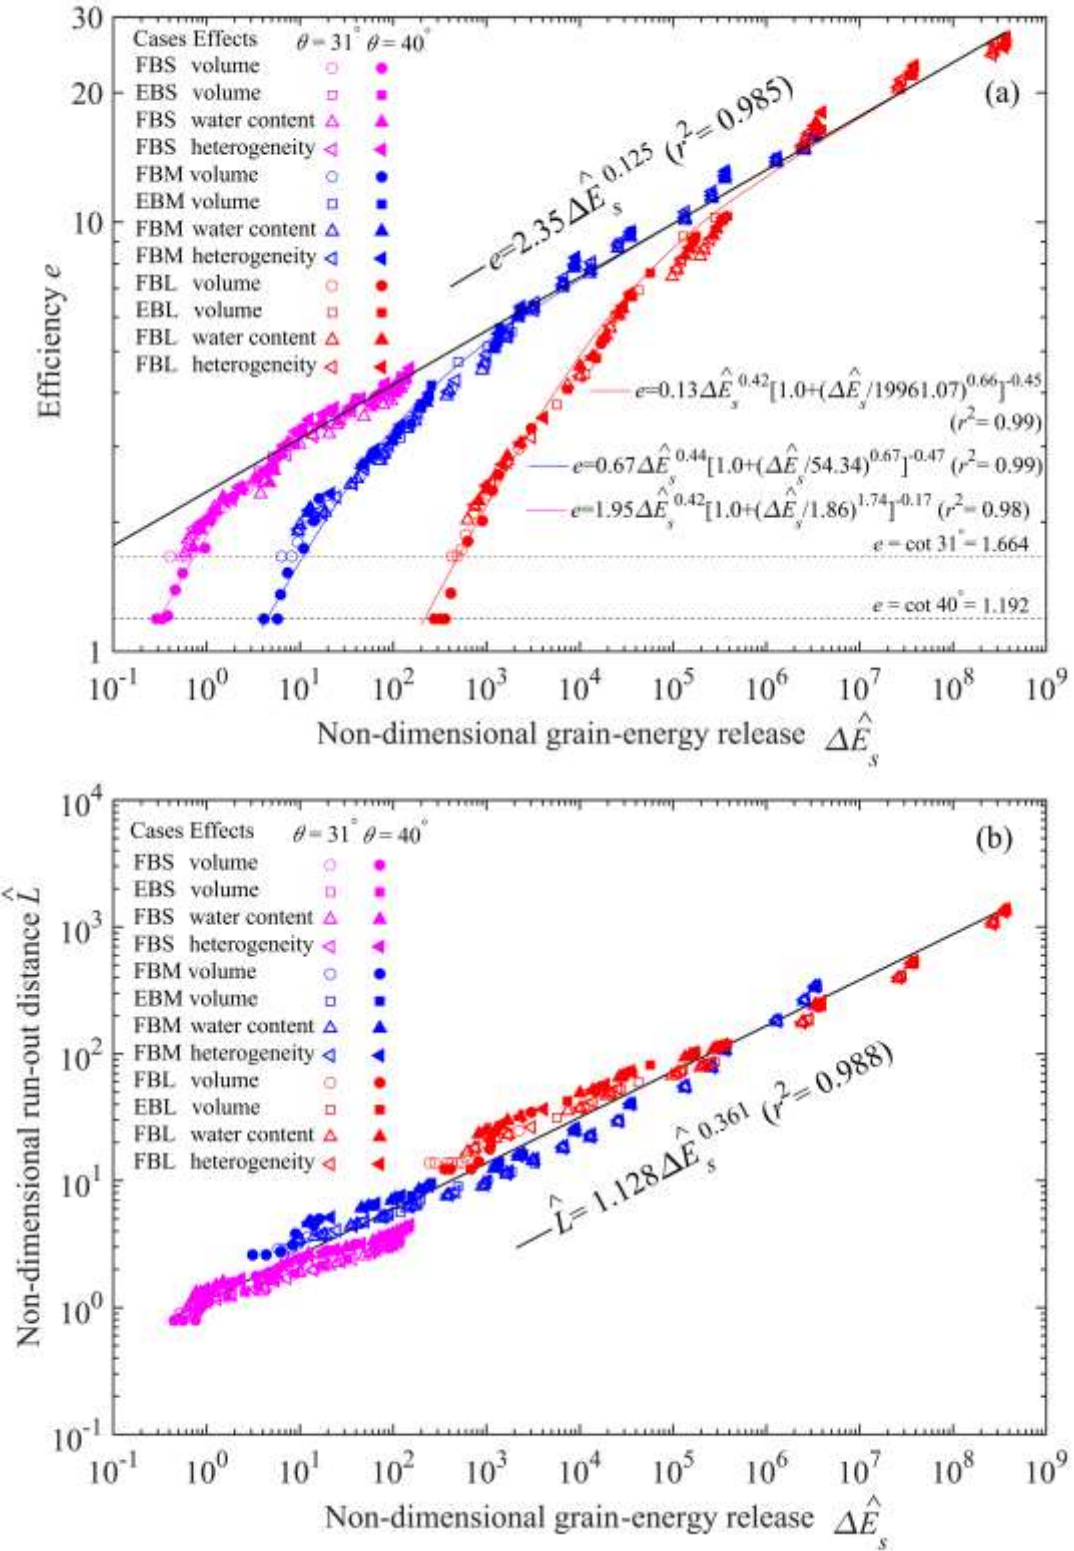 30
20
10
1
Efficiency e
Cases Effects θ = 31° θ = 40°
FBS volume
EBS volume
FBS water content
FBS heterogeneity
FBM volume
EBM volume
FBM water content
FBM heterogeneity
FBL volume
EBL volume
FBL water content
FBL heterogeneity
(a)
e=2.35ΔÊ_s^0.125 (r²= 0.985)
e=0.13ΔÊ_s^0.42[1.0+(ΔÊ_s/19961.07)^0.66]^-0.45
(r²= 0.99)
e=0.67ΔÊ_s^0.44[1.0+(ΔÊ_s/54.34)^0.67]^-0.47 (r²= 0.99)
e=1.95ΔÊ_s^0.42[1.0+(ΔÊ_s/1.86)^1.74]^-0.17 (r²= 0.98)
e = cot 31°= 1.664
e = cot 40°= 1.192
10^-1 10^0 10^1 10^2 10^3 10^4 10^5 10^6 10^7 10^8 10^9
Non-dimensional grain-energy release ΔÊ_s
10^4
10^3
10^2
10^1
10^0
10^-1
Non-dimensional run-out distance L̂
Cases Effects θ = 31° θ = 40°
FBS volume
EBS volume
FBS water content
FBS heterogeneity
FBM volume
EBM volume
FBM water content
FBM heterogeneity
FBL volume
EBL volume
FBL water content
FBL heterogeneity
(b)
L̂= 1.128ΔÊ_s^0.361 (r²= 0.988)
10^-1 10^0 10^1 10^2 10^3 10^4 10^5 10^6 10^7 10^8 10^9
Non-dimensional grain-energy release ΔÊ_s